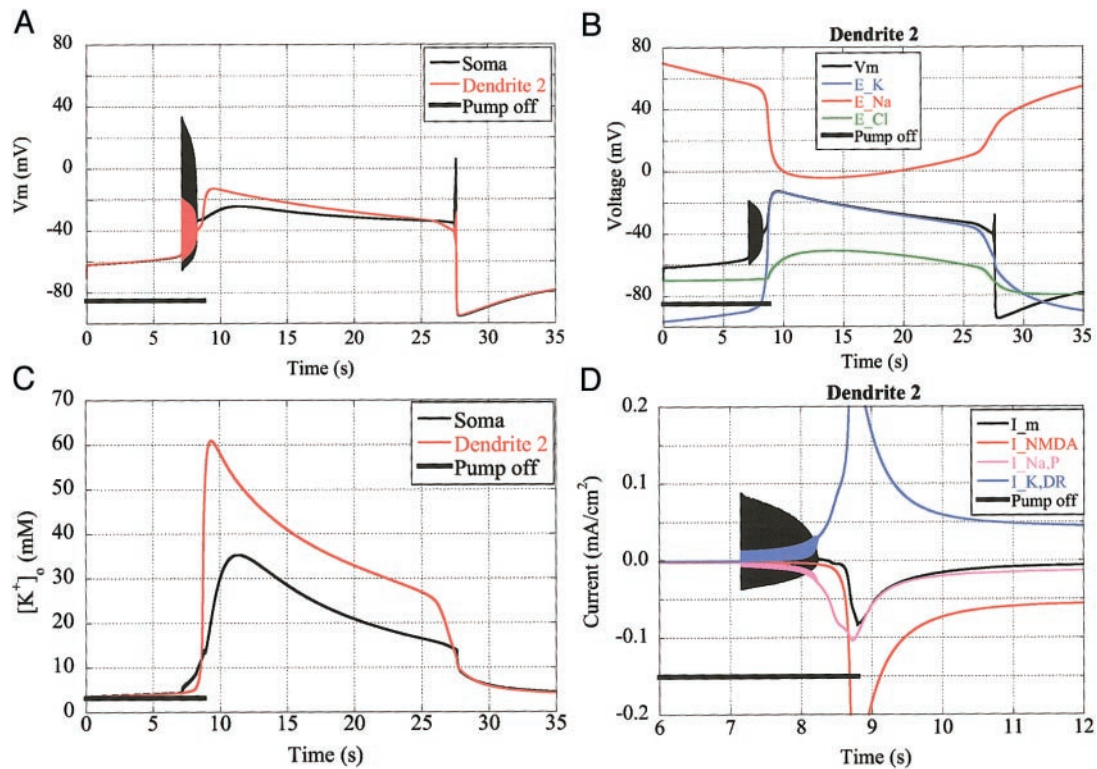 A
80
40
0
-40
-80
Vm (mV)
Soma
Dendrite 2
Pump off
0 5 10 15 20 25 30 35
Time (s)
B
Dendrite 2
80
40
0
-40
-80
Voltage (mV)
Vm
E_K
E_Na
E_Cl
Pump off
0 5 10 15 20 25 30 35
Time (s)
C
70
60
50
40
30
20
10
0
[K+]o (mM)
Soma
Dendrite 2
Pump off
0 5 10 15 20 25 30 35
Time (s)
D
Dendrite 2
0.2
0.1
0.0
-0.1
-0.2
Current (mA/cm²)
I_m
I_NMDA
I_Na,P
I_K,DR
Pump off
6 7 8 9 10 11 12
Time (s)